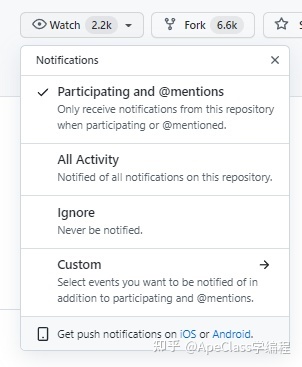 Watch 2.2k Fork 6.6k S
Notifications
Participating and @mentions
Only receive notifications from this repository
when participating or @mentioned.
All Activity
Notified of all notifications on this repository.
Ignore
Never be notified.
Custom
Select events you want to be notified of in
addition to participating and @mentions.
Get push notifications on iOS or Android.
知乎 @ApeClass学编程